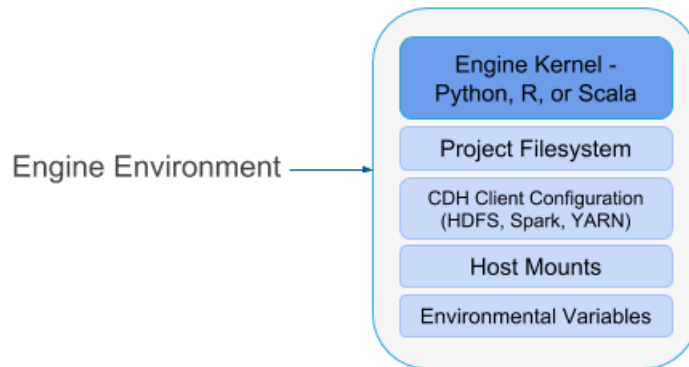 Engine Kernel -
Python, R, or Scala
Project Filesystem
Engine Environment
CDH Client Configuration
(HDFS, Spark, YARN)
Host Mounts
Environmental Variables